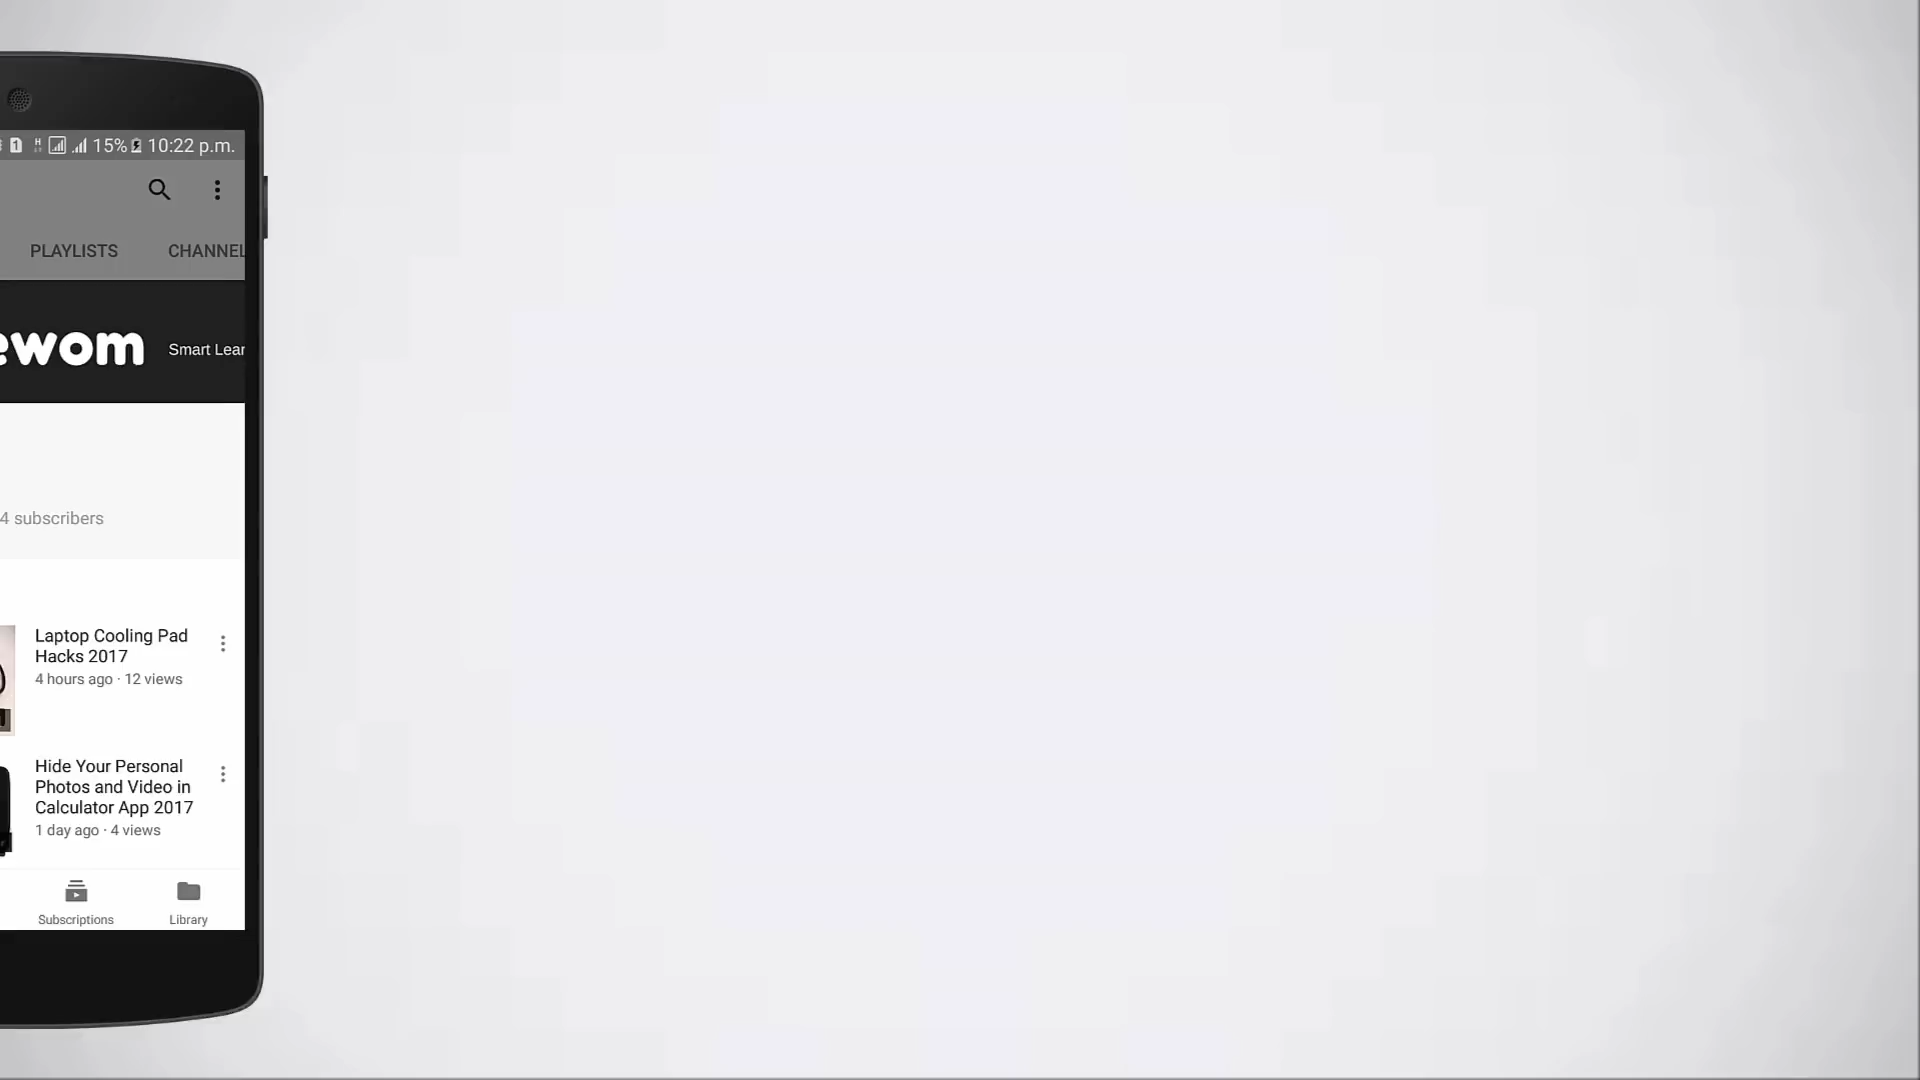 1 H 15% 10:22 p.m.
PLAYLISTS CHANNEL
ewom Smart Lear
4 subscribers
Laptop Cooling Pad
Hacks 2017
4 hours ago · 12 views
Hide Your Personal
Photos and Video in
Calculator App 2017
1 day ago · 4 views
Subscriptions Library